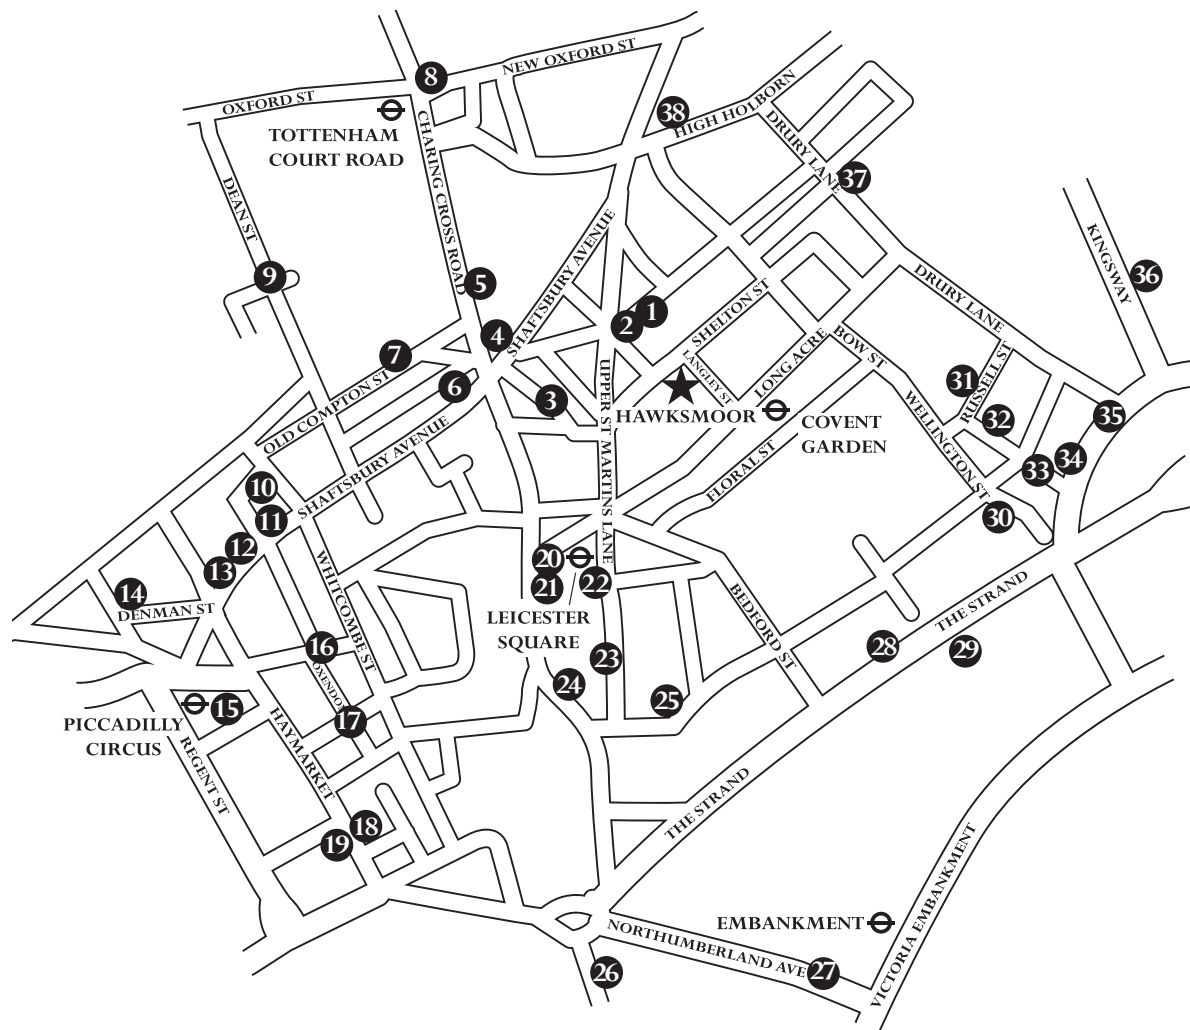 NEW OXFORD ST
8
OXFORD ST
38
HIGH HOLBORN
TOTTENHAM
COURT ROAD
CHARING CROSS ROAD
DRURY LANE
37
DEAN ST
SHAFTSBURY AVENUE
KINGSWAY
9
5
36
DRURY LANE
1
2
SHELTON ST
4
7
BOW ST
LONG ACRE
LANGLEY ST
RUSSELL ST
31
6
3
HAWKSMOOR
COVENT
GARDEN
OLD COMPTON ST
UPPER ST MARTINS LANE
WELLINGTON ST
32
35
SHAFTSBURY AVENUE
FLORAL ST
34
33
10
11
30
12
13
WHITCOMBE ST
20
21
22
LEICESTER
SQUARE
14
DENMAN ST
BEDFORD ST
THE STRAND
16
23
28
29
OXENDON
24
25
15
17
PICCADILLY
CIRCUS
HAYMARKET
REGENT ST
THE STRAND
18
19
EMBANKMENT
VICTORIA EMBANKMENT
NORTHUMBERLAND AVE
26
27